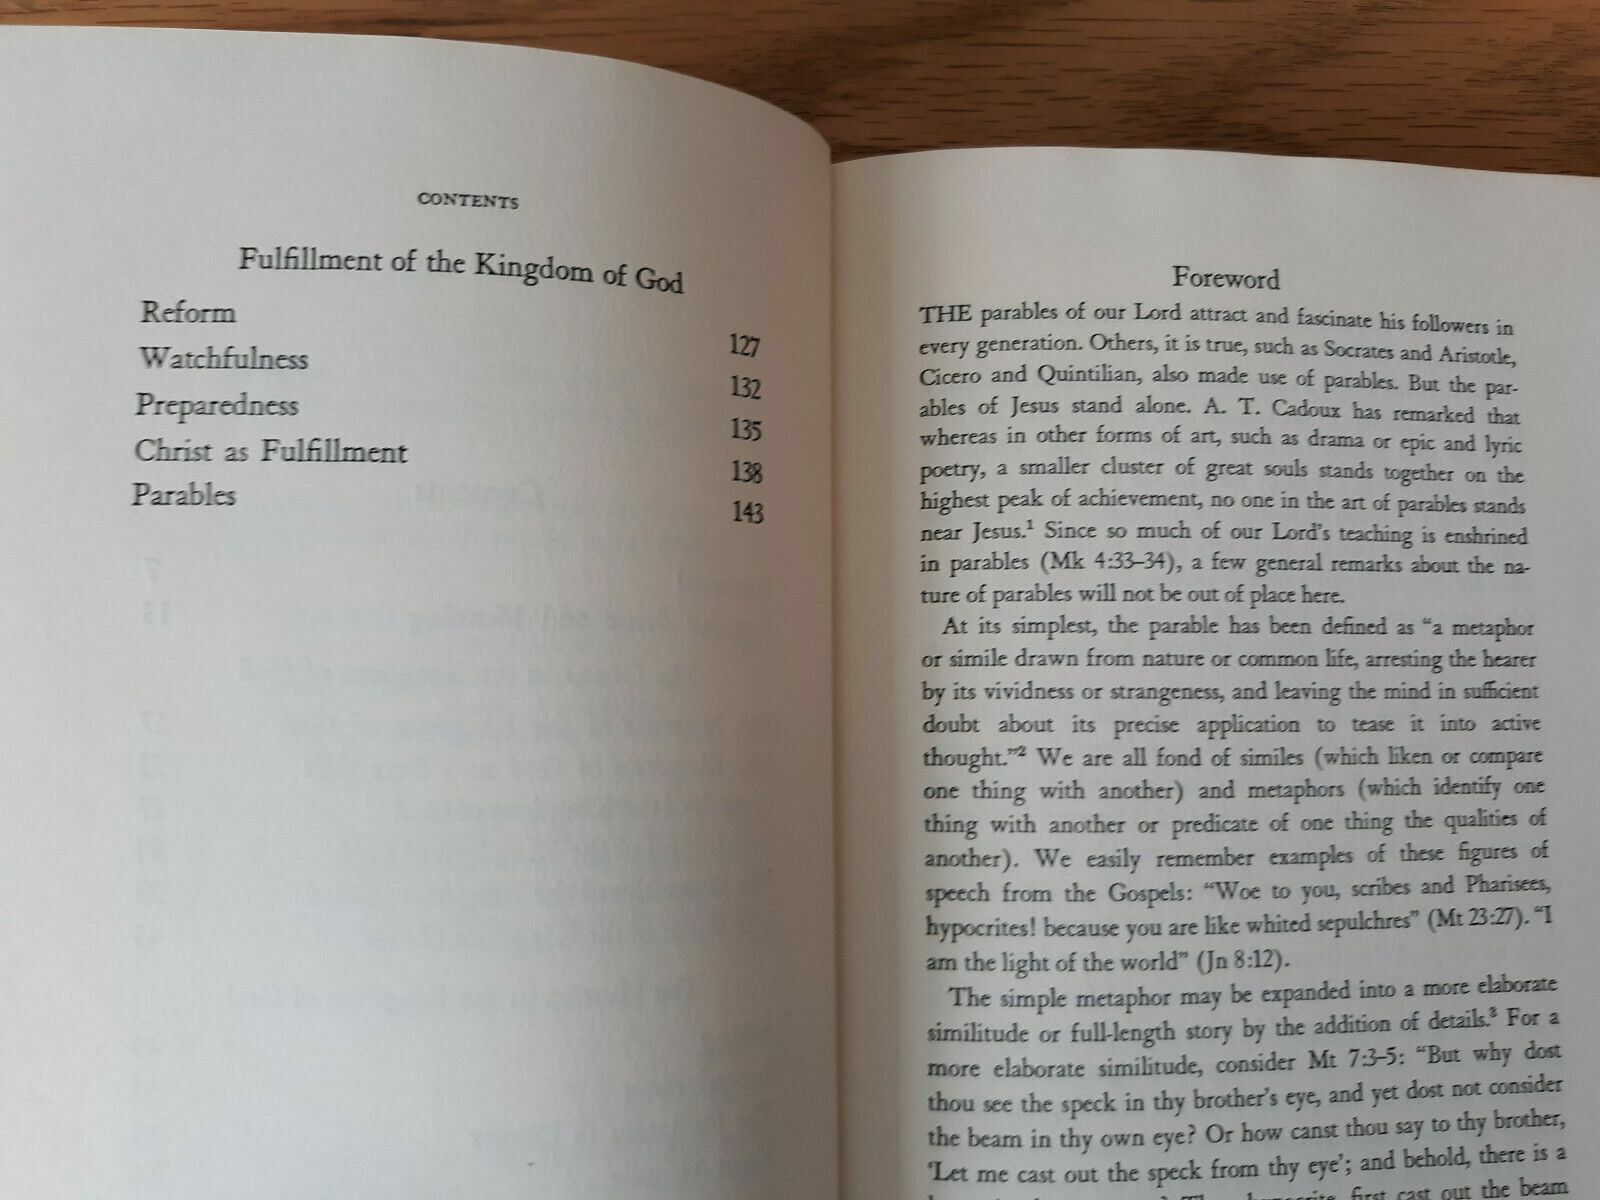 CONTENTS
Fulfillment of the Kingdom of God
Reform 127
Watchfulness 132
Preparedness 135
Christ as Fulfillment 138
Parables 143
Foreword
THE parables of our Lord attract and fascinate his followers in
every generation. Others, it is true, such as Socrates and Aristotle,
Cicero and Quintilian, also made use of parables. But the par-
ables of Jesus stand alone. A. T. Cadoux has remarked that
whereas in other forms of art, such as drama or epic and lyric
poetry, a smaller cluster of great souls stands together on the
highest peak of achievement, no one in the art of parables stands
near Jesus.¹ Since so much of our Lord's teaching is enshrined
in parables (Mk 4:33–34), a few general remarks about the na-
ture of parables will not be out of place here.
At its simplest, the parable has been defined as "a metaphor
or simile drawn from nature or common life, arresting the hearer
by its vividness or strangeness, and leaving the mind in sufficient
doubt about its precise application to tease it into active
thought."² We are all fond of similes (which liken or compare
one thing with another) and metaphors (which identify one
thing with another or predicate of one thing the qualities of
another). We easily remember examples of these figures of
speech from the Gospels: "Woe to you, scribes and Pharisees,
hypocrites! because you are like whited sepulchres" (Mt 23:27). "I
am the light of the world" (Jn 8:12).
The simple metaphor may be expanded into a more elaborate
similitude or full-length story by the addition of details.³ For a
more elaborate similitude, consider Mt 7:3–5: "But why dost
thou see the speck in thy brother's eye, and yet dost not consider
the beam in thy own eye? Or how canst thou say to thy brother,
'Let me cast out the speck from thy eye'; and behold, there is a
hypocrite, first cast out the beam